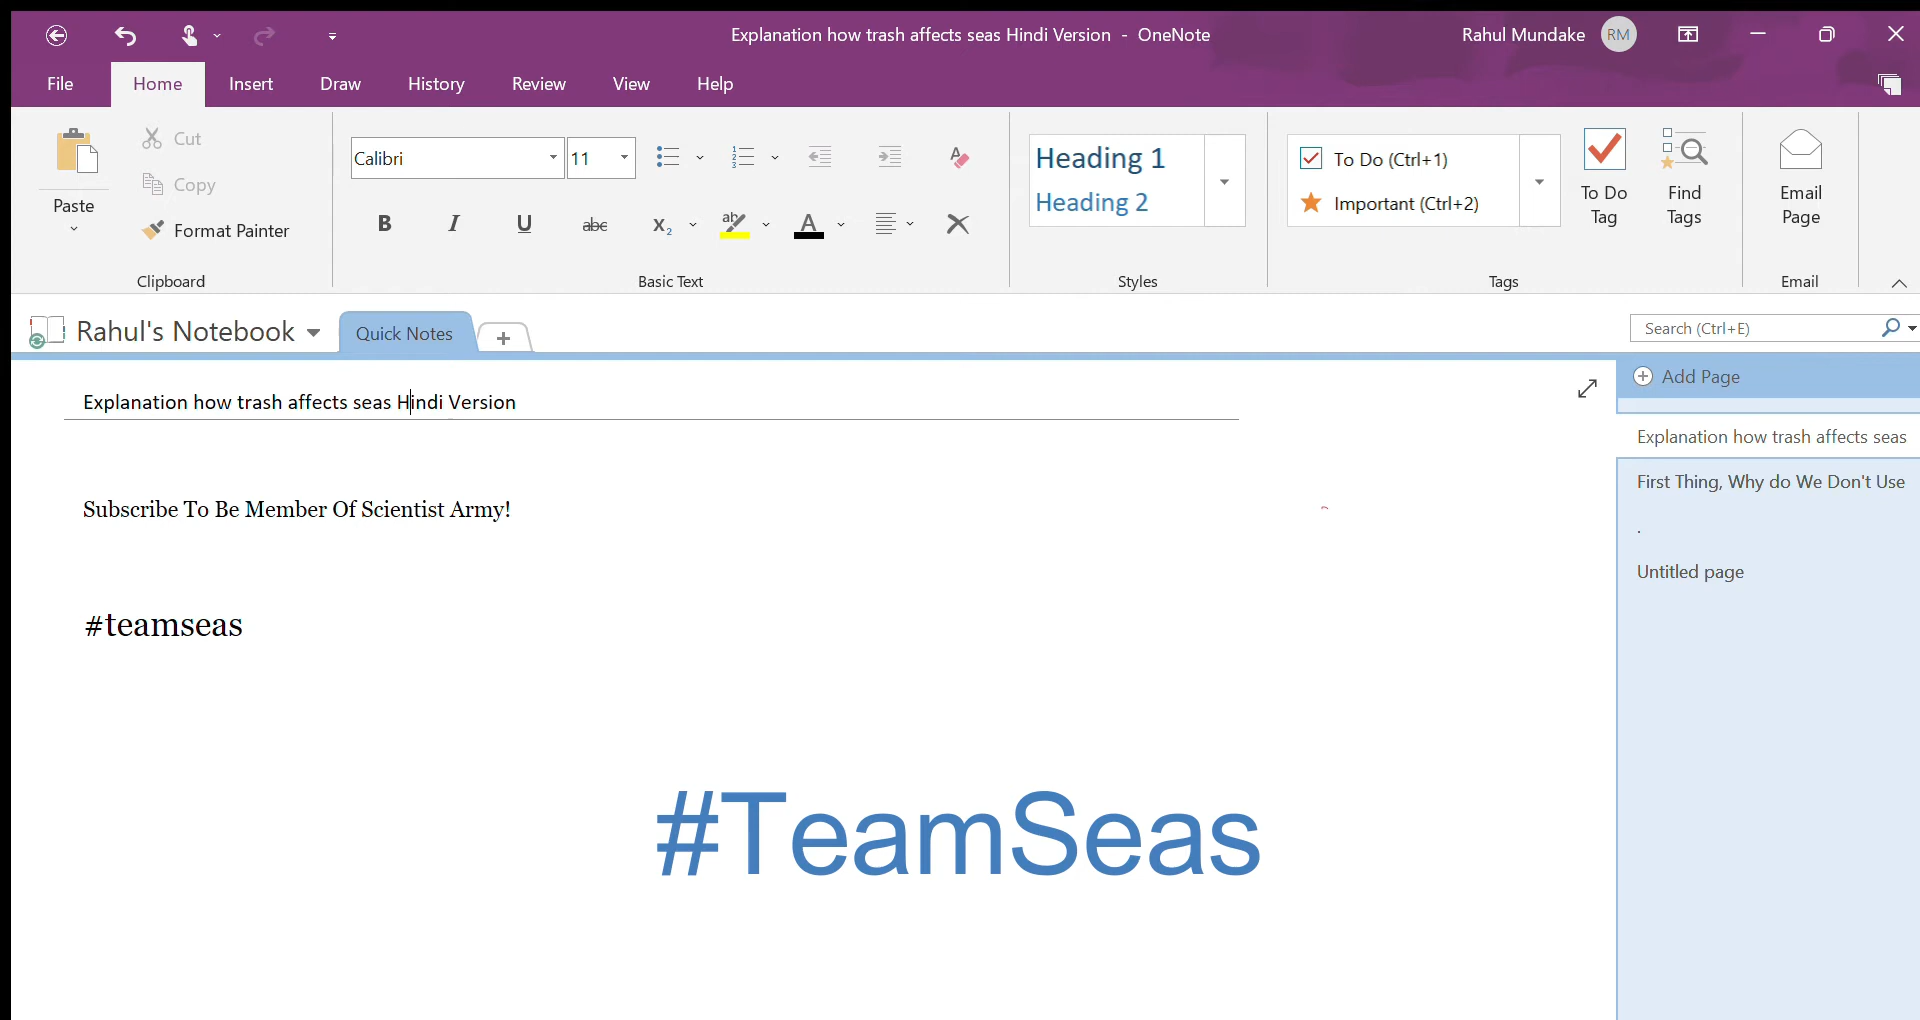 Explanation how trash affects seas Hindi Version - OneNote
Rahul Mundake
RM
File
Home
Insert
Draw
History
Review
View
Help
Paste
Cut
Copy
Format Painter
Clipboard
Calibri
11
B
I
U
abc
X₂
ab
A
A
Basic Text
Heading 1
Heading 2
Styles
To Do (Ctrl+1)
Important (Ctrl+2)
To Do
Tag
Find
Tags
Tags
Email
Page
Email
Rahul's Notebook
Quick Notes
+
Search (Ctrl+E)
Explanation how trash affects seas Hindi Version
Subscribe To Be Member Of Scientist Army!
#teamseas
#TeamSeas
Add Page
Explanation how trash affects seas
First Thing, Why do We Don't Use
.
Untitled page